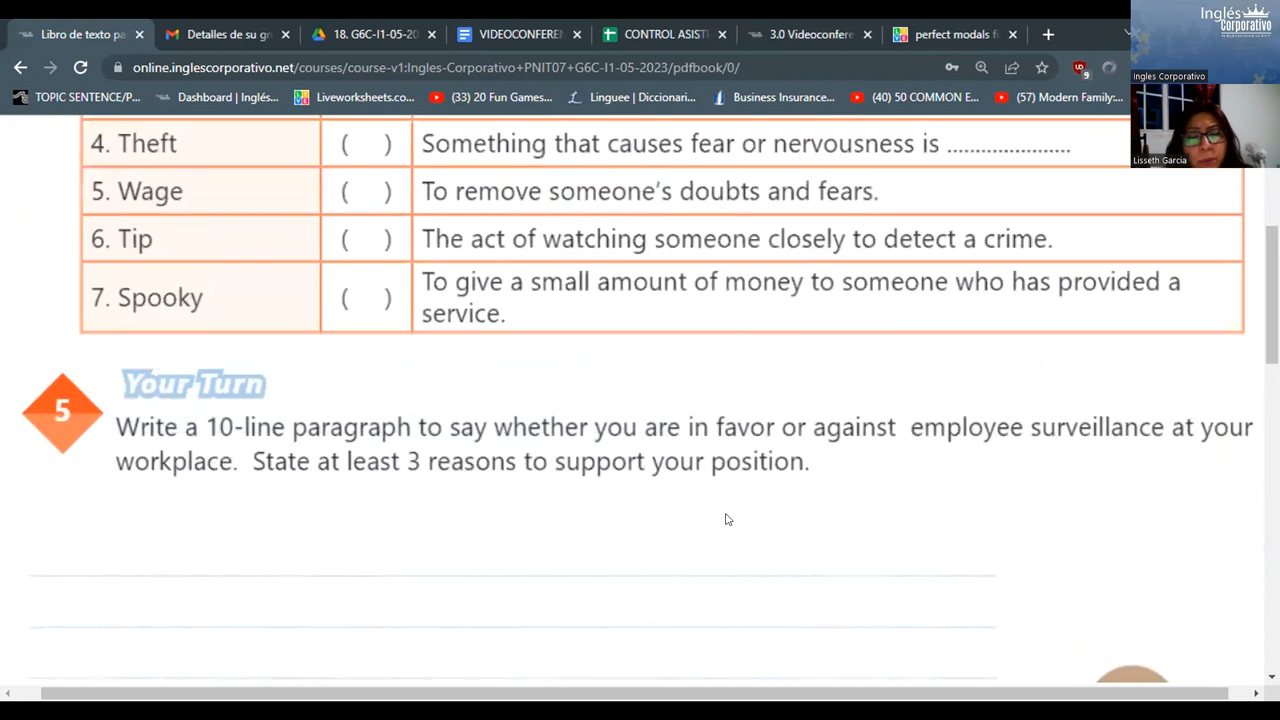 Libro de texto pa
Detalles de su gr
18. G6C-I1-05-20
VIDEOCONFERE
CONTROL ASIST
3.0 Videoconfere
perfect modals fi
Inglés
Corporativo
online.inglescorporativo.net/courses/course-v1:Ingles-Corporativo+PNIT07+G6C-I1-05-2023/pdfbook/0/
9
Ingles Corporativo
TOPIC SENTENCE/P...
Dashboard | Inglés...
Liveworksheets.co...
(33) 20 Fun Games...
Linguee | Diccionari...
Business Insurance...
(40) 50 COMMON E...
(57) Modern Family:...
Lisseth Garcia
4. Theft ( ) Something that causes fear or nervousness is .....................
5. Wage ( ) To remove someone's doubts and fears.
6. Tip ( ) The act of watching someone closely to detect a crime.
7. Spooky ( ) To give a small amount of money to someone who has provided a
service.
Your Turn
5
Write a 10-line paragraph to say whether you are in favor or against employee surveillance at your
workplace. State at least 3 reasons to support your position.